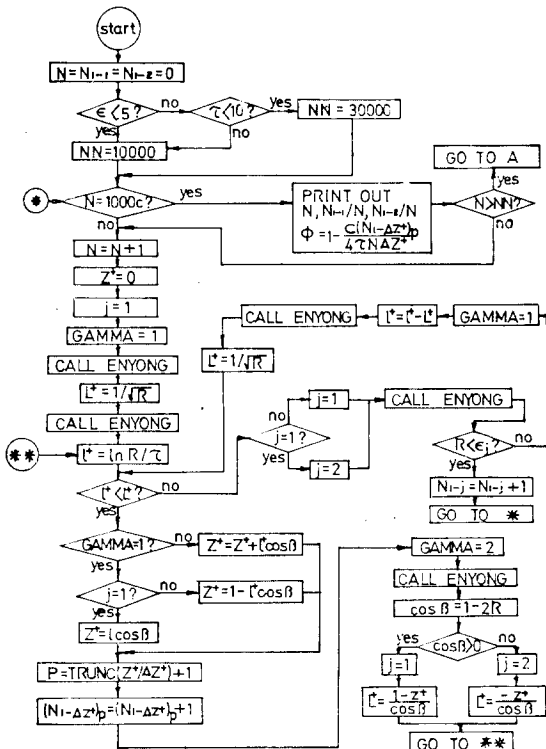 start
N=N₁₋₁=N₁₋₂=0
ϵ<5?
no
τ<10?
yes
NN = 30000
yes
no
NN=10000
GO TO A
yes
*
N=1000c?
yes
PRINT OUT
N, N₁₋₁/N, N₁₋₂/N
Φ=1-C(N₁-ΔZ⁺)p/4τNΔZ⁺
N>NN?
no
no
N=N+1
Z⁺=0
j=1
GAMMA=1
CALL ENYONG
L⁺=1/√R
CALL ENYONG
**
l⁺=lnR/τ
CALL ENYONG
GAMMA=1
L⁺=1/√R
j=1
CALL ENYONG
no
j=1?
yes
j=2
R<ϵj?
no
yes
Nᵢ₋j=Nᵢ₋j+1
GO TO *
no
yes
GAMMA=1?
no
Z⁺=Z⁺+l⁺cosβ
yes
j=1?
no
Z⁺=1-l⁺cosβ
yes
Z⁺=lcosβ
P=TRUNC(Z⁺/ΔZ⁺)+1
(N₁-ΔZ⁺)p=(N₁-ΔZ⁺)p+1
GAMMA=2
CALL ENYONG
cosβ=1-2R
yes
cosβ>0
no
j=1
j=2
L⁺=1-Z⁺/cosβ
L⁺=-Z⁺/cosβ
GO TO **